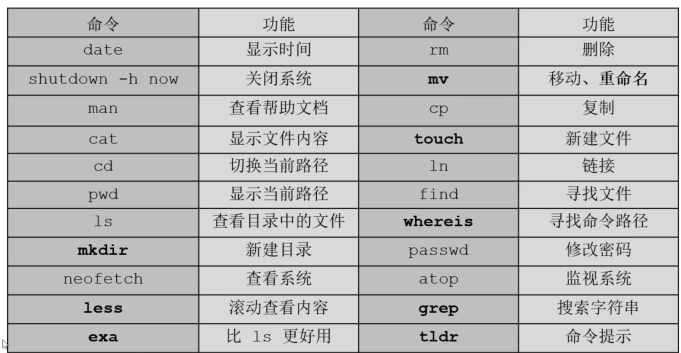 命令 功能 命令 功能
date 显示时间 rm 删除
shutdown -h now 关闭系统 mv 移动、重命名
man 查看帮助文档 cp 复制
cat 显示文件内容 touch 新建文件
cd 切换当前路径 ln 链接
pwd 显示当前路径 find 寻找文件
ls 查看目录中的文件 whereis 寻找命令路径
mkdir 新建目录 passwd 修改密码
neofetch 查看系统 atop 监视系统
less 滚动查看内容 grep 搜索字符串
exa 比 ls 更好用 tldr 命令提示